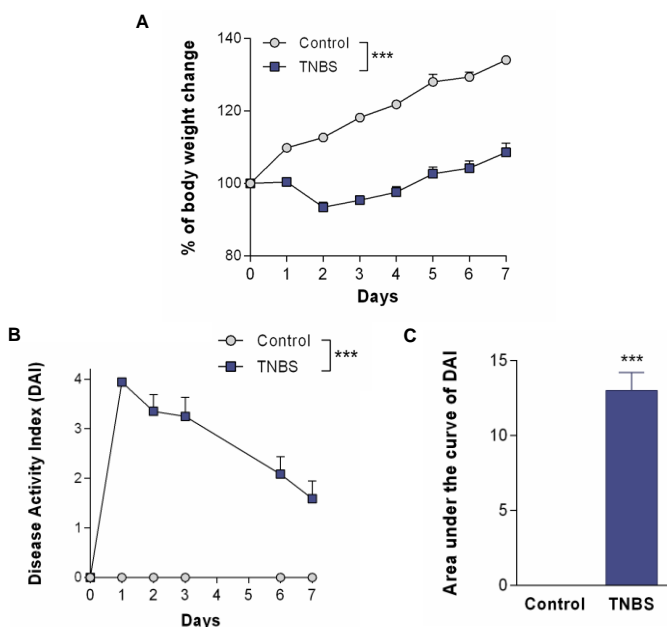 A
Control
TNBS
***
% of body weight change
140
120
100
80
0 1 2 3 4 5 6 7
Days
B
Control
TNBS
***
Disease Activity Index (DAI)
4
3
2
1
0
0 1 2 3 4 5 6 7
Days
C
***
Area under the curve of DAI
15
10
5
0
Control TNBS